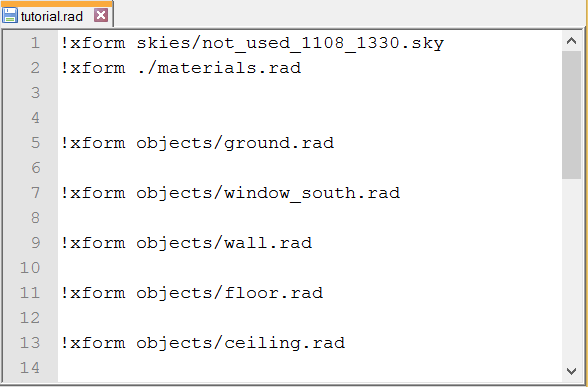 tutorial.rad
1 !xform skies/not_used_1108_1330.sky
2 !xform ./materials.rad
3
4
5 !xform objects/ground.rad
6
7 !xform objects/window_south.rad
8
9 !xform objects/wall.rad
10
11 !xform objects/floor.rad
12
13 !xform objects/ceiling.rad
14